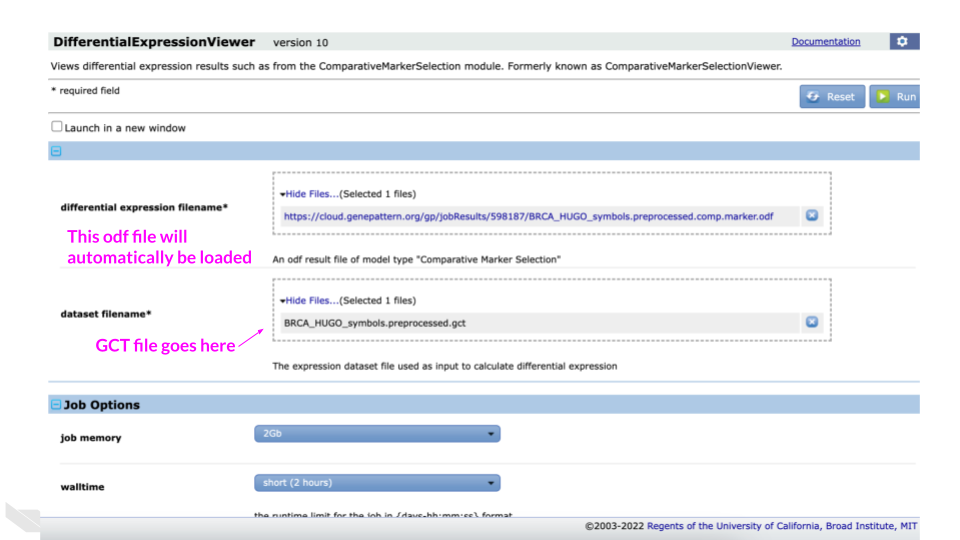 DifferentialExpressionViewer version 10 Documentation
Views differential expression results such as from the ComparativeMarkerSelection module. Formerly known as ComparativeMarkerSelectionViewer.
* required field
Reset Run
Launch in a new window
Hide Files...(Selected 1 files)
differential expression filename*
https://cloud.genepattern.org/gp/jobResults/598187/BRCA_HUGO_symbols.preprocessed.comp.marker.odf
This odf file will
automatically be loaded
An odf result file of model type "Comparative Marker Selection"
Hide Files...(Selected 1 files)
dataset filename*
BRCA_HUGO_symbols.preprocessed.gct
GCT file goes here
The expression dataset file used as input to calculate differential expression
Job Options
job memory 2Gb
walltime short (2 hours)
the runtime limit for the job in {days-hh:mm:ss} format
©2003-2022 Regents of the University of California, Broad Institute, MIT